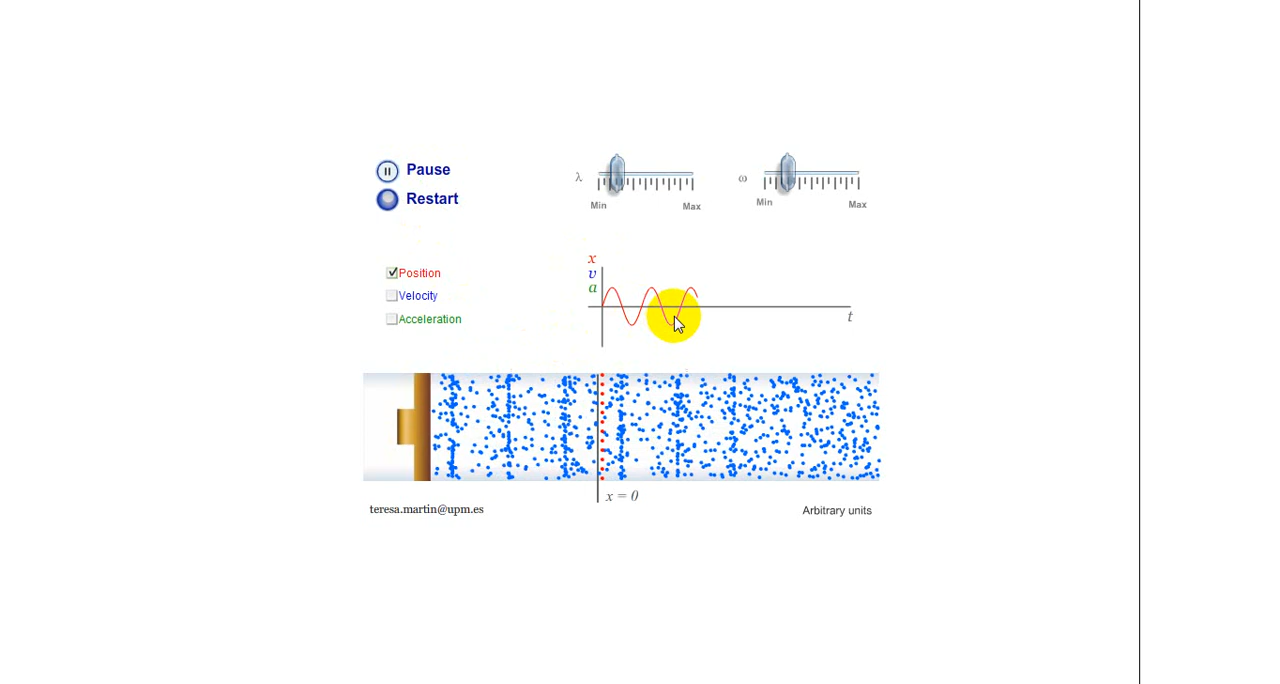 Pause
Restart
λ
Min
Max
ω
Min
Max
Position
Velocity
Acceleration
x
v
a
t
x = 0
teresa.martin@upm.es
Arbitrary units